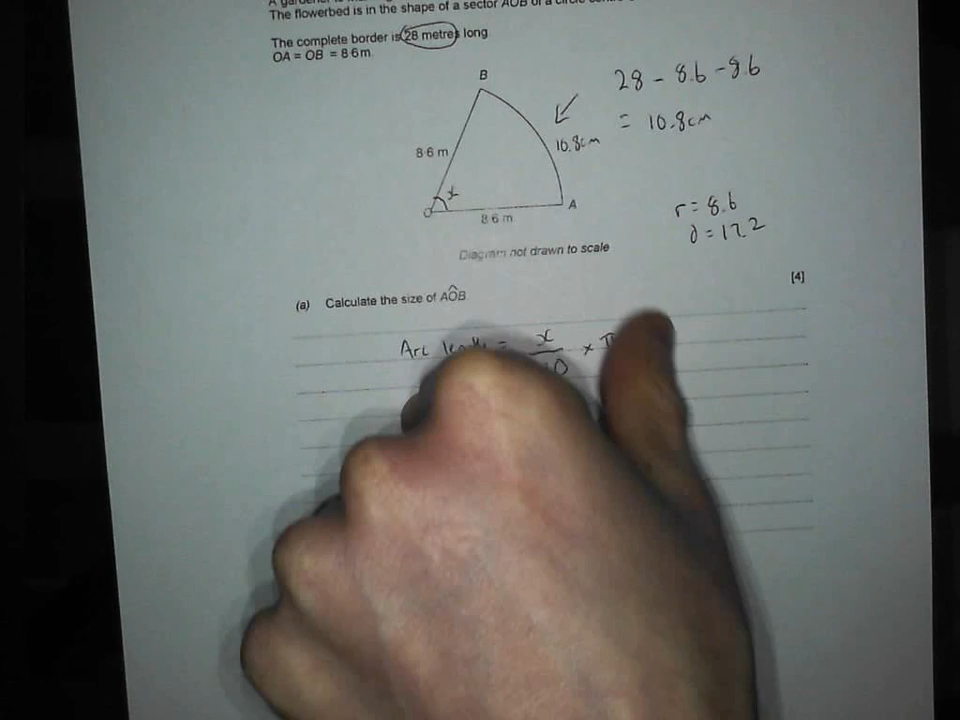 The flowerbed is in the shape of a sector AOB of a circle
The complete border is 28 metres long
OA = OB = 8·6m
28 - 8.6 - 8.6
= 10.8cm
B
8·6 m
10.8cm
x
O
A
8·6 m
r = 8.6
d = 17.2
Diagram not drawn to scale
[4]
(a) Calculate the size of AÔB
Arc = x × π